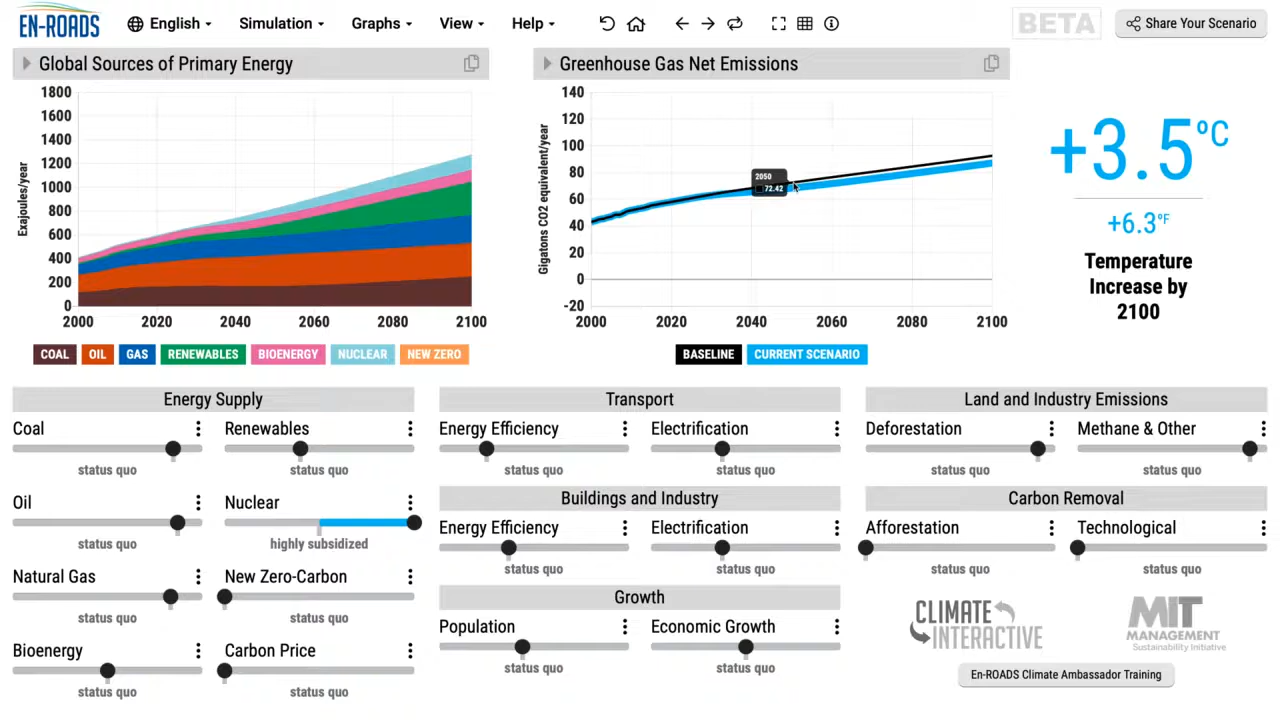 EN-ROADS
English
Simulation
Graphs
View
Help
BETA
Share Your Scenario
Global Sources of Primary Energy
Exajoules/year
1800
1600
1400
1200
1000
800
600
400
200
0
2000 2020 2040 2060 2080 2100
COAL OIL GAS RENEWABLES BIOENERGY NUCLEAR NEW ZERO
Greenhouse Gas Net Emissions
Gigatons CO2 equivalent/year
140
120
100
80
60
40
20
0
-20
2050
72.42
2000 2020 2040 2060 2080 2100
BASELINE CURRENT SCENARIO
+3.5°C
+6.3°F
Temperature
Increase by
2100
Energy Supply
Coal
status quo
Renewables
status quo
Oil
status quo
Nuclear
highly subsidized
Natural Gas
status quo
New Zero-Carbon
status quo
Bioenergy
status quo
Carbon Price
status quo
Transport
Energy Efficiency
status quo
Electrification
status quo
Buildings and Industry
Energy Efficiency
status quo
Electrification
status quo
Growth
Population
status quo
Economic Growth
status quo
Land and Industry Emissions
Deforestation
status quo
Methane & Other
status quo
Carbon Removal
Afforestation
status quo
Technological
status quo
CLIMATE
INTERACTIVE
MIT
MANAGEMENT
Sustainability Initiative
En-ROADS Climate Ambassador Training